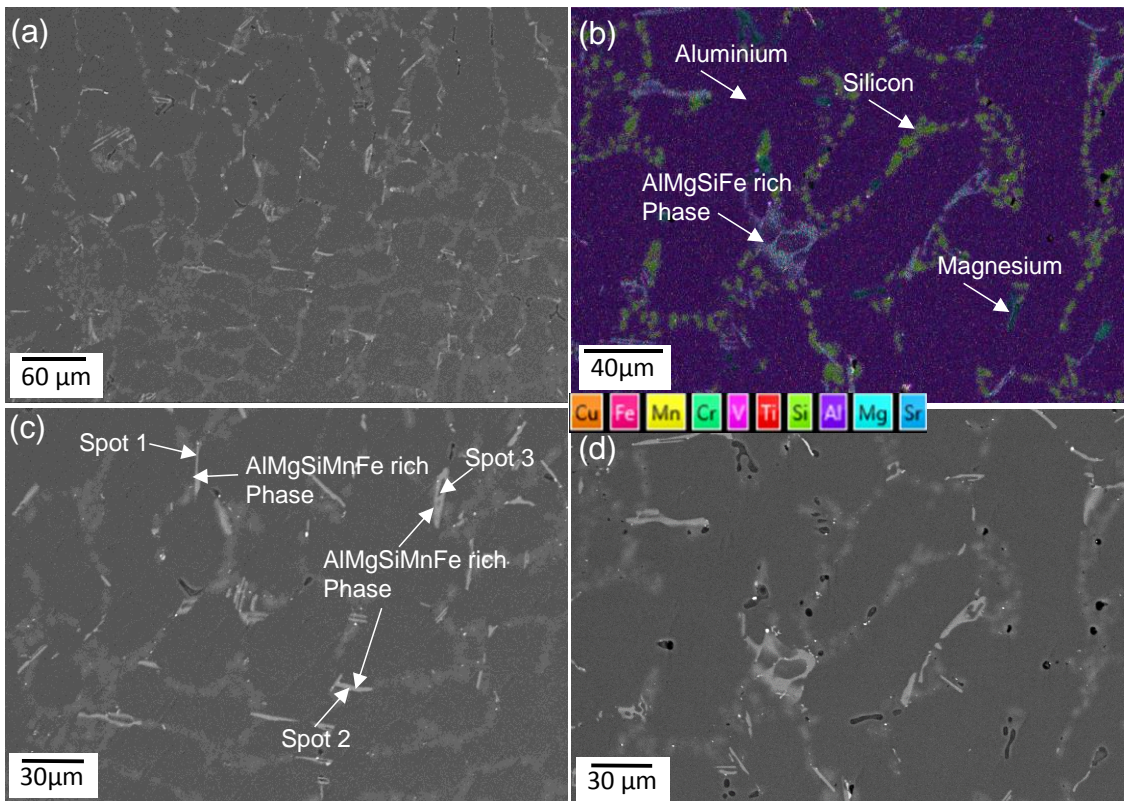 (a)
60 µm
(b)
Aluminium
Silicon
AlMgSiFe rich
Phase
Magnesium
40µm
Cu Fe Mn Cr V Ti Si Al Mg Sr
(c)
Spot 1
AlMgSiMnFe rich
Phase
Spot 3
AlMgSiMnFe rich
Phase
Spot 2
30µm
(d)
30 µm